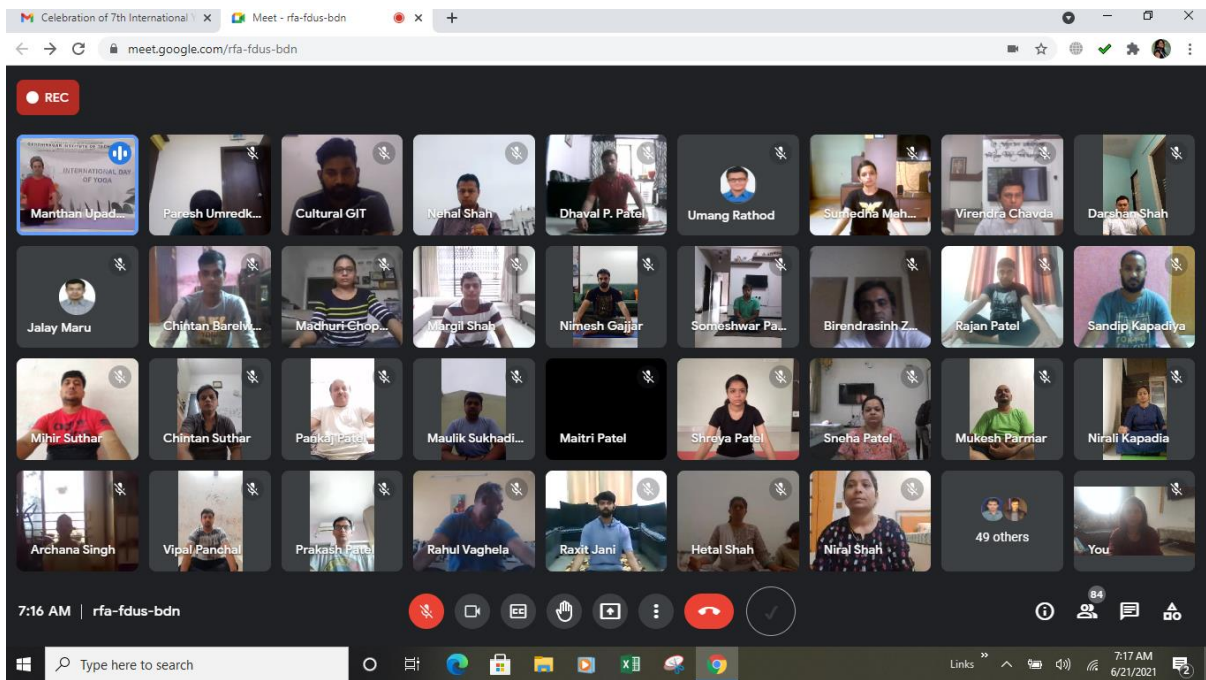 Celebration of 7th International Y
Meet - rfa-fdus-bdn
meet.google.com/rfa-fdus-bdn
REC
INTERNATIONAL DAY
OF YOGA
Manthan Upad...
Paresh Umredk...
Cultural GIT
Nehal Shah
Dhaval P. Patel
Umang Rathod
Sumedha Mah...
Virendra Chavda
Darshan Shah
Jalay Maru
Chintan Barelw...
Madhuri Chop...
Margil Shah
Nimesh Gajjar
Someshwar Pa...
Birendrasinh Z...
Rajan Patel
Sandip Kapadiya
Mihir Suthar
Chintan Suthar
Pankaj Patel
Maulik Sukhadi...
Maitri Patel
Shreya Patel
Sneha Patel
Mukesh Parmar
Nirali Kapadia
Archana Singh
Vipal Panchal
Prakash Patel
Rahul Vaghela
Raxit Jani
Hetal Shah
Niral Shah
49 others
You
7:16 AM | rfa-fdus-bdn
CC
84
Type here to search
Links
7:17 AM
6/21/2021
2